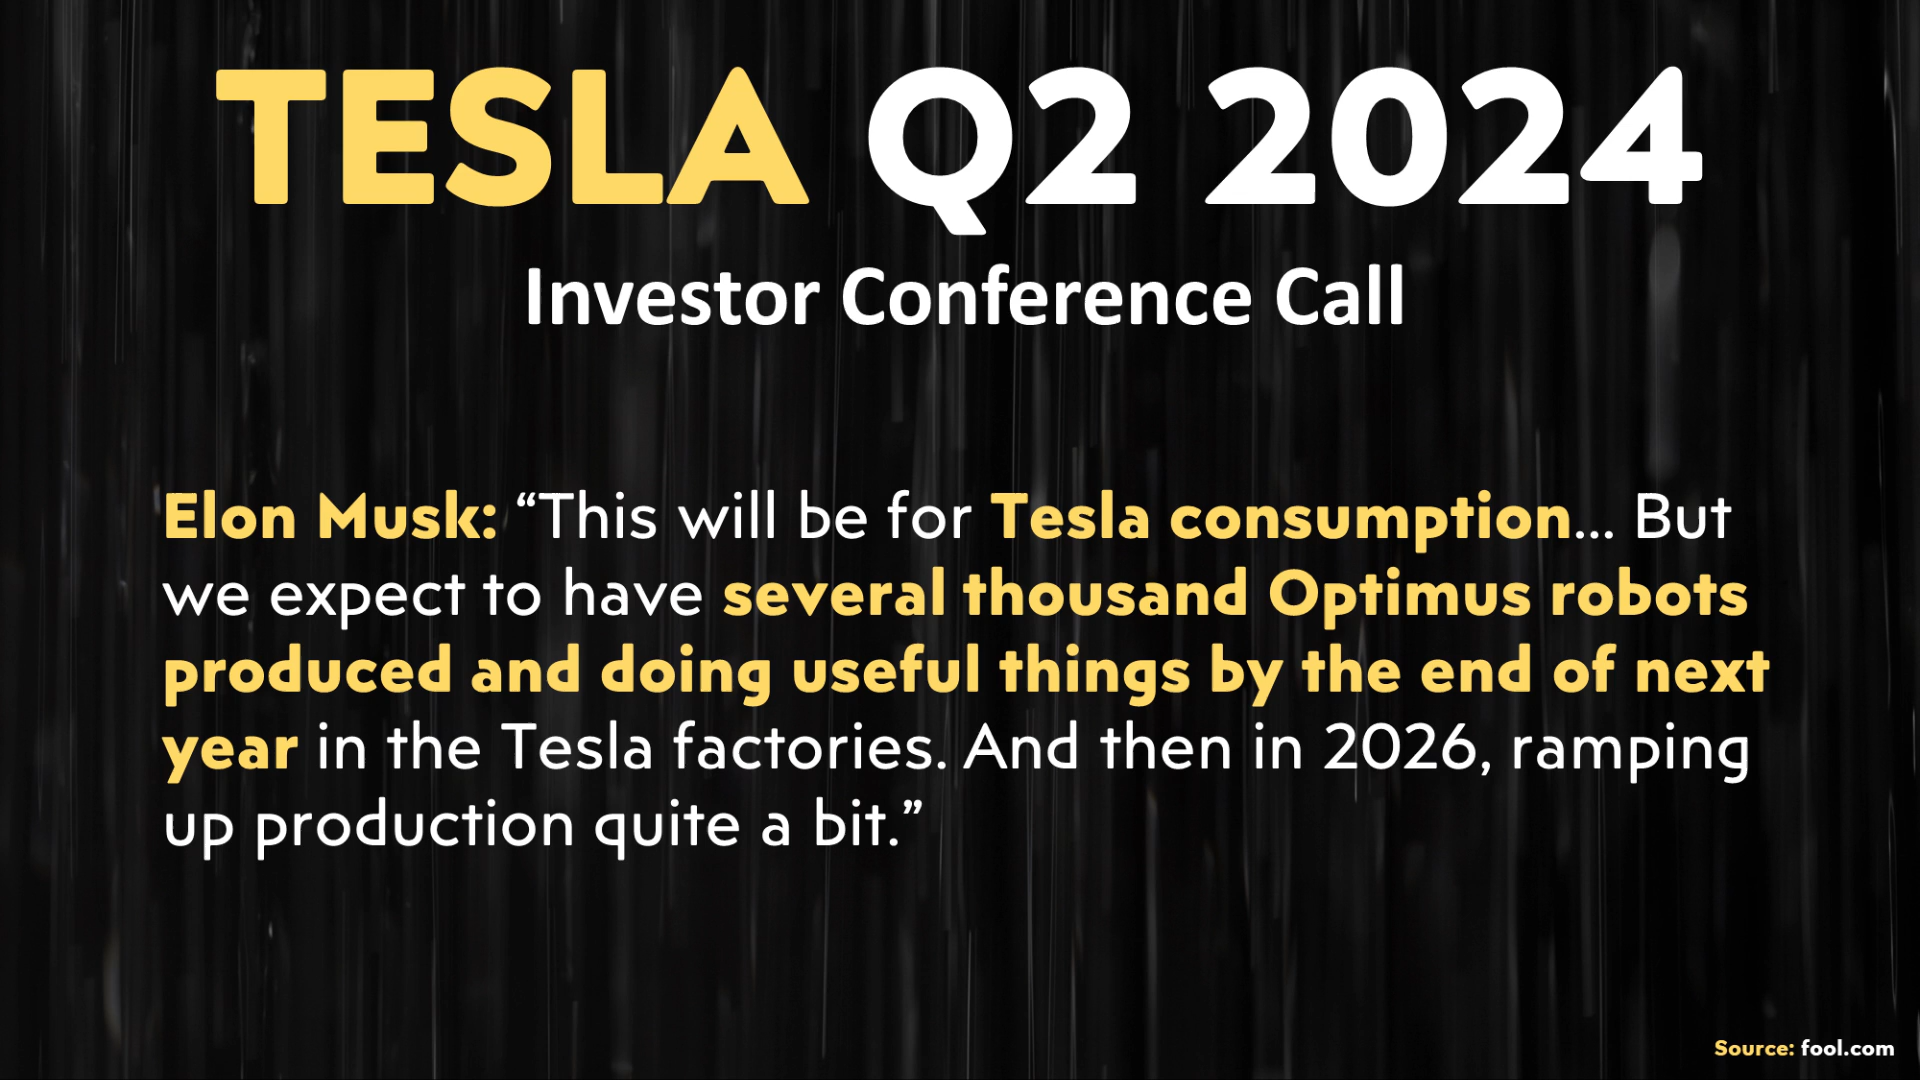 TESLA Q2 2024
Investor Conference Call
Elon Musk: “This will be for Tesla consumption... But
we expect to have several thousand Optimus robots
produced and doing useful things by the end of next
year in the Tesla factories. And then in 2026, ramping
up production quite a bit.”
Source: fool.com